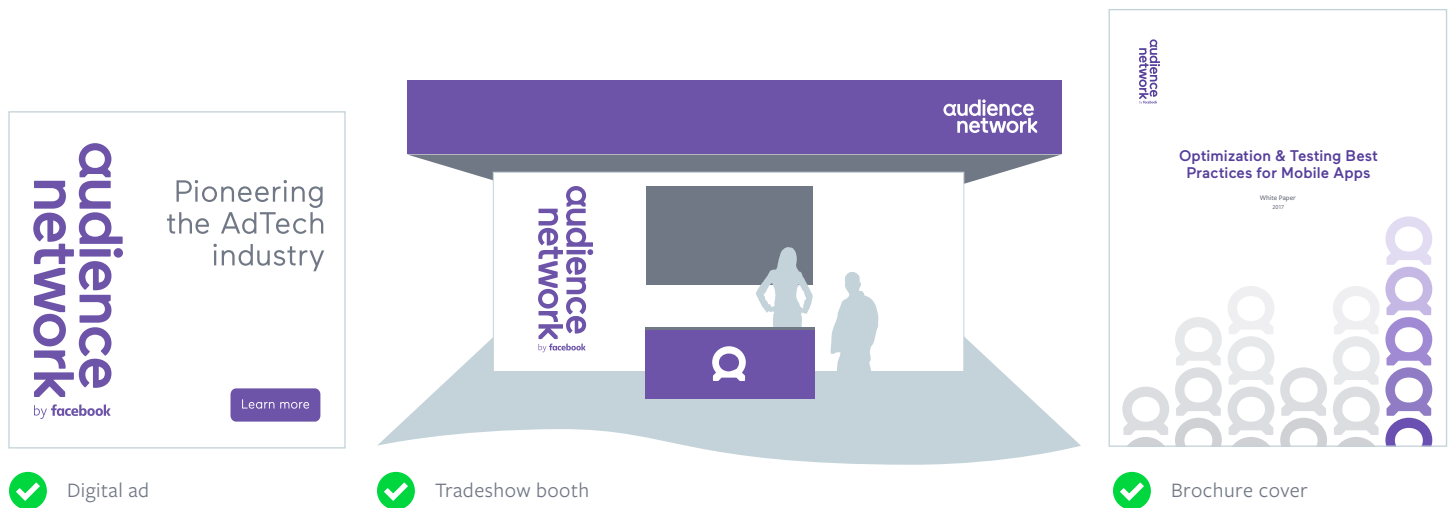 audience
network
by facebook
Pioneering
the AdTech
industry
Learn more
Digital ad
audience
network
audience
network
by facebook
Tradeshow booth
audience
network
by facebook
Optimization & Testing Best
Practices for Mobile Apps
White Paper
2017
Brochure cover